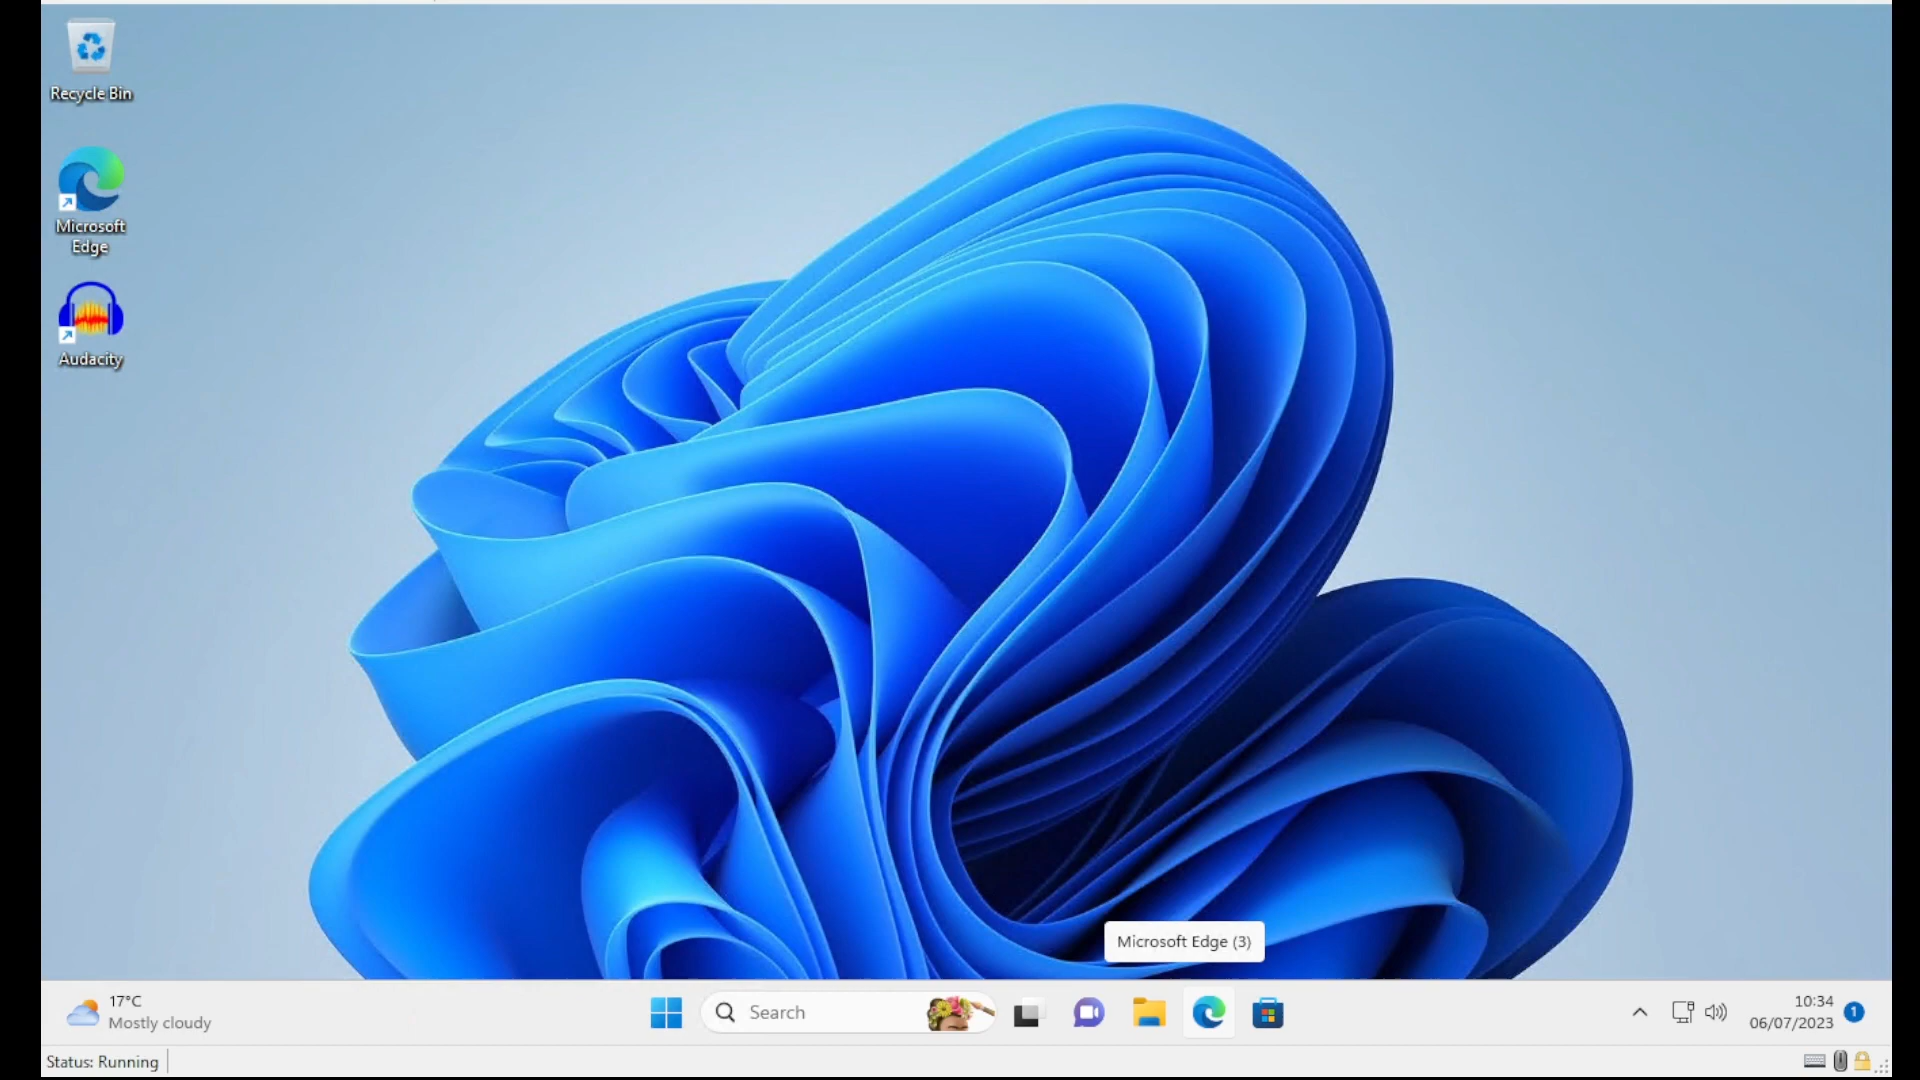 Recycle Bin
Microsoft
Edge
Audacity
Microsoft Edge (3)
17°C
Mostly cloudy
Search
10:34
06/07/2023
1
Status: Running